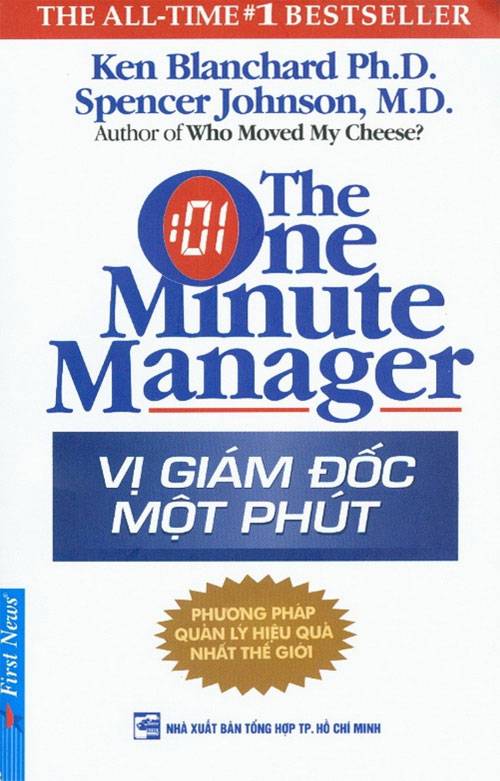 THE ALL-TIME #1 BESTSELLER
Ken Blanchard Ph.D.
Spencer Johnson, M.D.
Author of Who Moved My Cheese?
:01
The
One
Minute
Manager
VỊ GIÁM ĐỐC
MỘT PHÚT
PHƯƠNG PHÁP
QUẢN LÝ HIỆU QUẢ
NHẤT THẾ GIỚI
First News®
NHÀ XUẤT BẢN TỔNG HỢP TP. HỒ CHÍ MINH